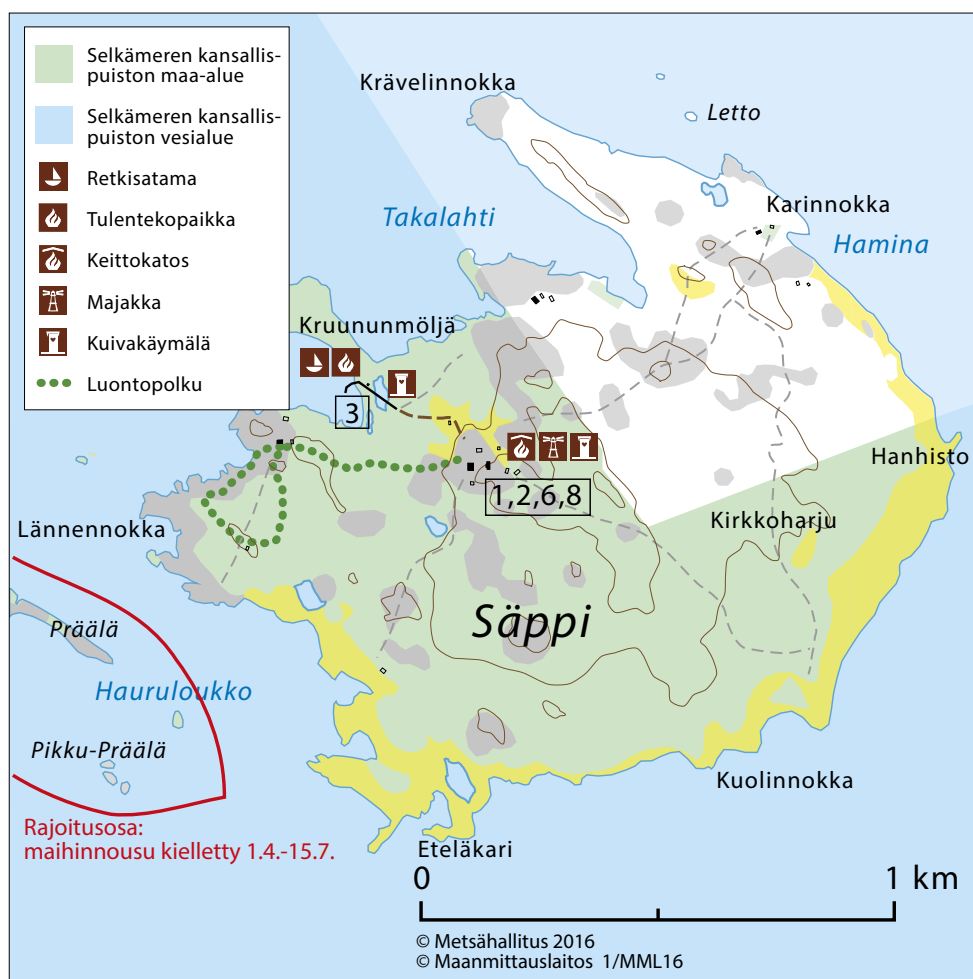 Selkämeren kansallis-
puiston maa-alue
Selkämeren kansallis-
puiston vesialue
Retkisatama
Tulentekopaikka
Keittokatos
Majakka
Kuivakäymälä
Luontopolku
Krävelinnokka
Letto
Takalahti
Karinnokka
Hamina
Kruununmöljä
3
Hanhisto
1,2,6,8
Kirkkoharju
Lännennokka
Säppi
Präälä
Hauruloukko
Pikku-Präälä
Kuolinnokka
Rajoitusosa:
maihinnousu kielletty 1.4.-15.7.
Eteläkari
0 1 km
© Metsähallitus 2016
© Maanmittauslaitos 1/MML16